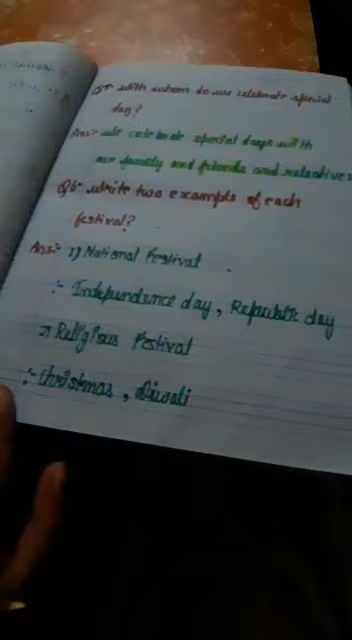 Q5- With whom do we celebrate special
day?
Ans:- We celebrate special days with
our family and friends and relatives
Q6- Write two example of each
festival?
Ans:- 1) National Festival
:- Independence day, Republic day
2) Religious Festival
:- Christmas, Diwali